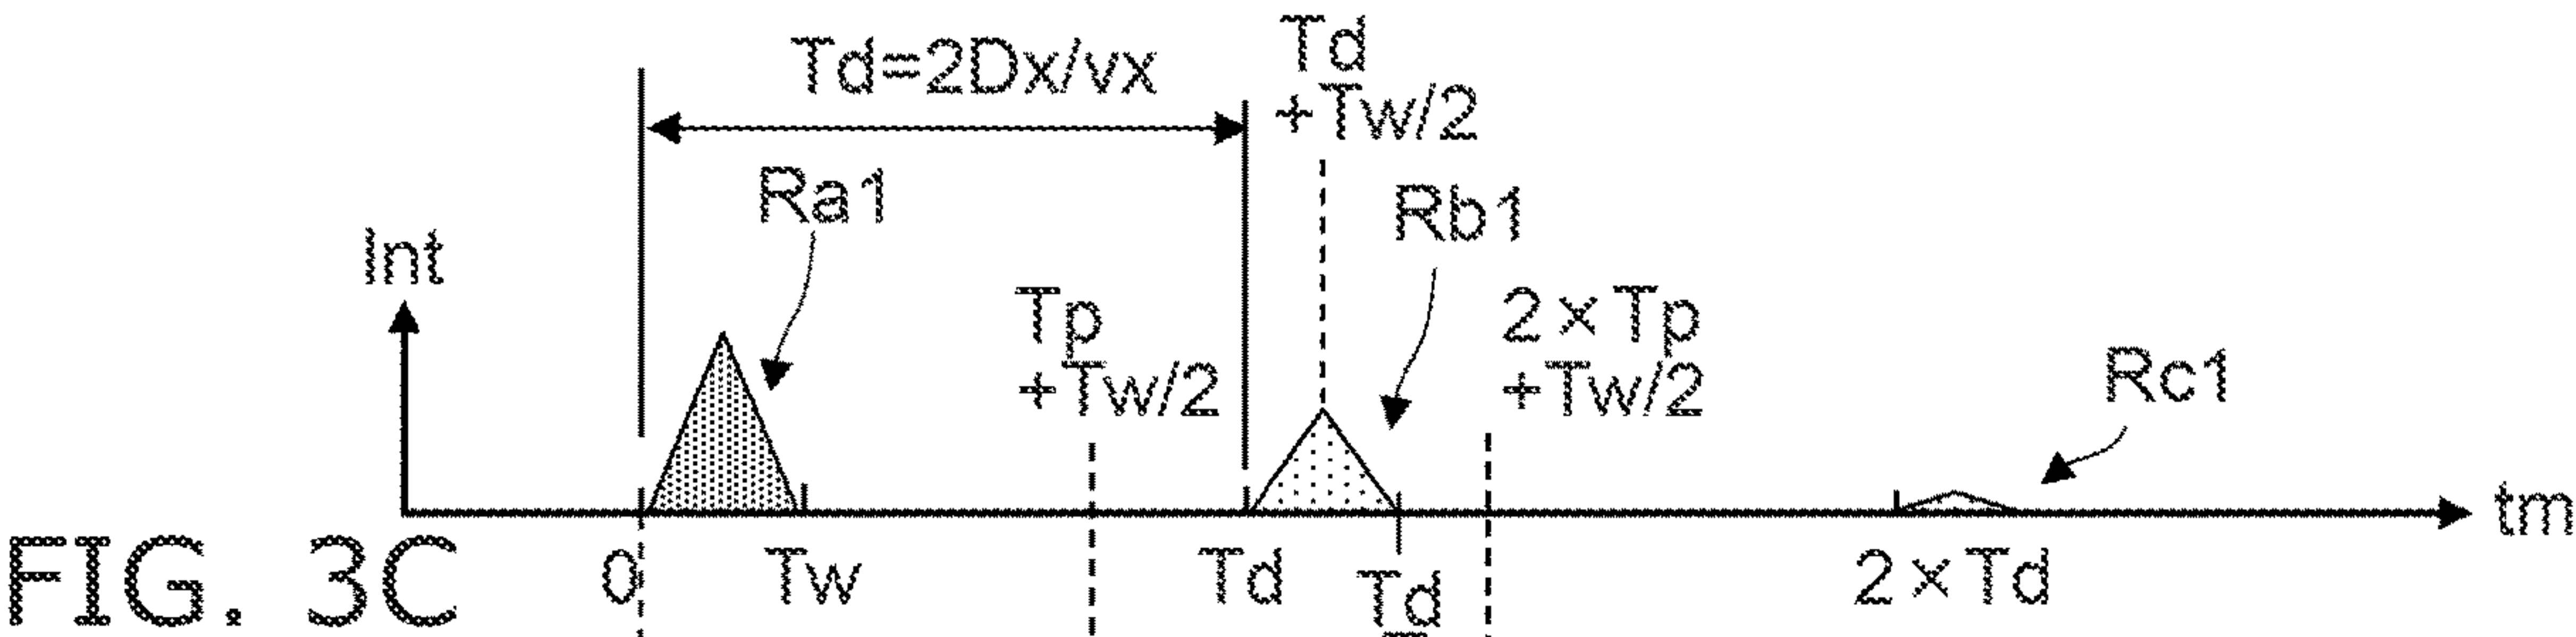 Td=2Dx/vx
Td
+Tw/2
Ra1
Rb1
Int
Tp
+Tw/2
2×Tp
+Tw/2
Rc1
tm
0
Tw
Td
Td
2×Td
FIG. 3C